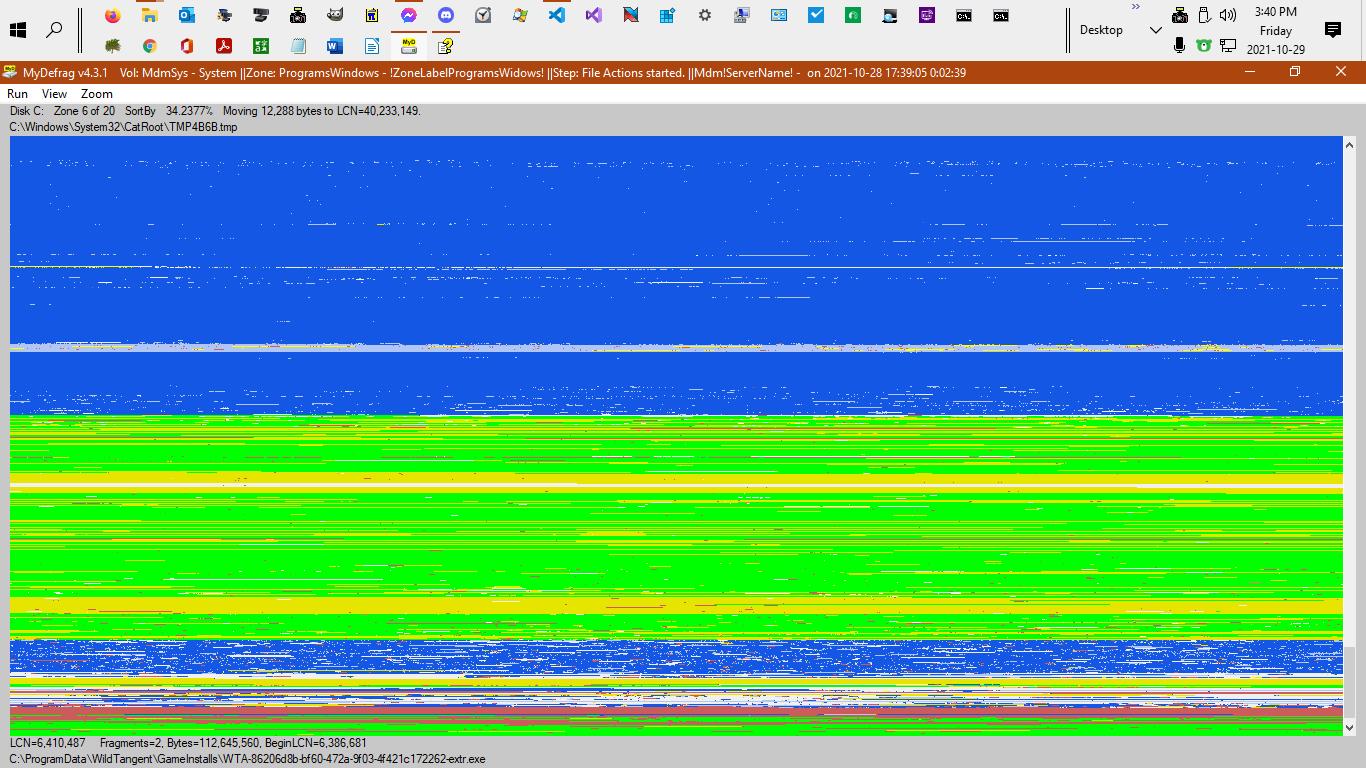 3:40 PM
Desktop
Friday
2021-10-29
MyDefrag v4.3.1 Vol: MdmSys - System ||Zone: ProgramsWindows - !ZoneLabelProgramsWidows! ||Step: File Actions started. ||Mdm!ServerName! - on 2021-10-28 17:39:05 0:02:39
Run View Zoom
Disk C: Zone 6 of 20 SortBy 34.2377% Moving 12,288 bytes to LCN=40,233,149.
C:\Windows\System32\CatRoot\TMP4B6B.tmp
LCN=6,410,487 Fragments=2, Bytes=112,645,560, BeginLCN=6,386,681
C:\ProgramData\WildTangent\GameInstalls\WTA-86206d8b-bf60-472a-9f03-4f421c172262-extr.exe